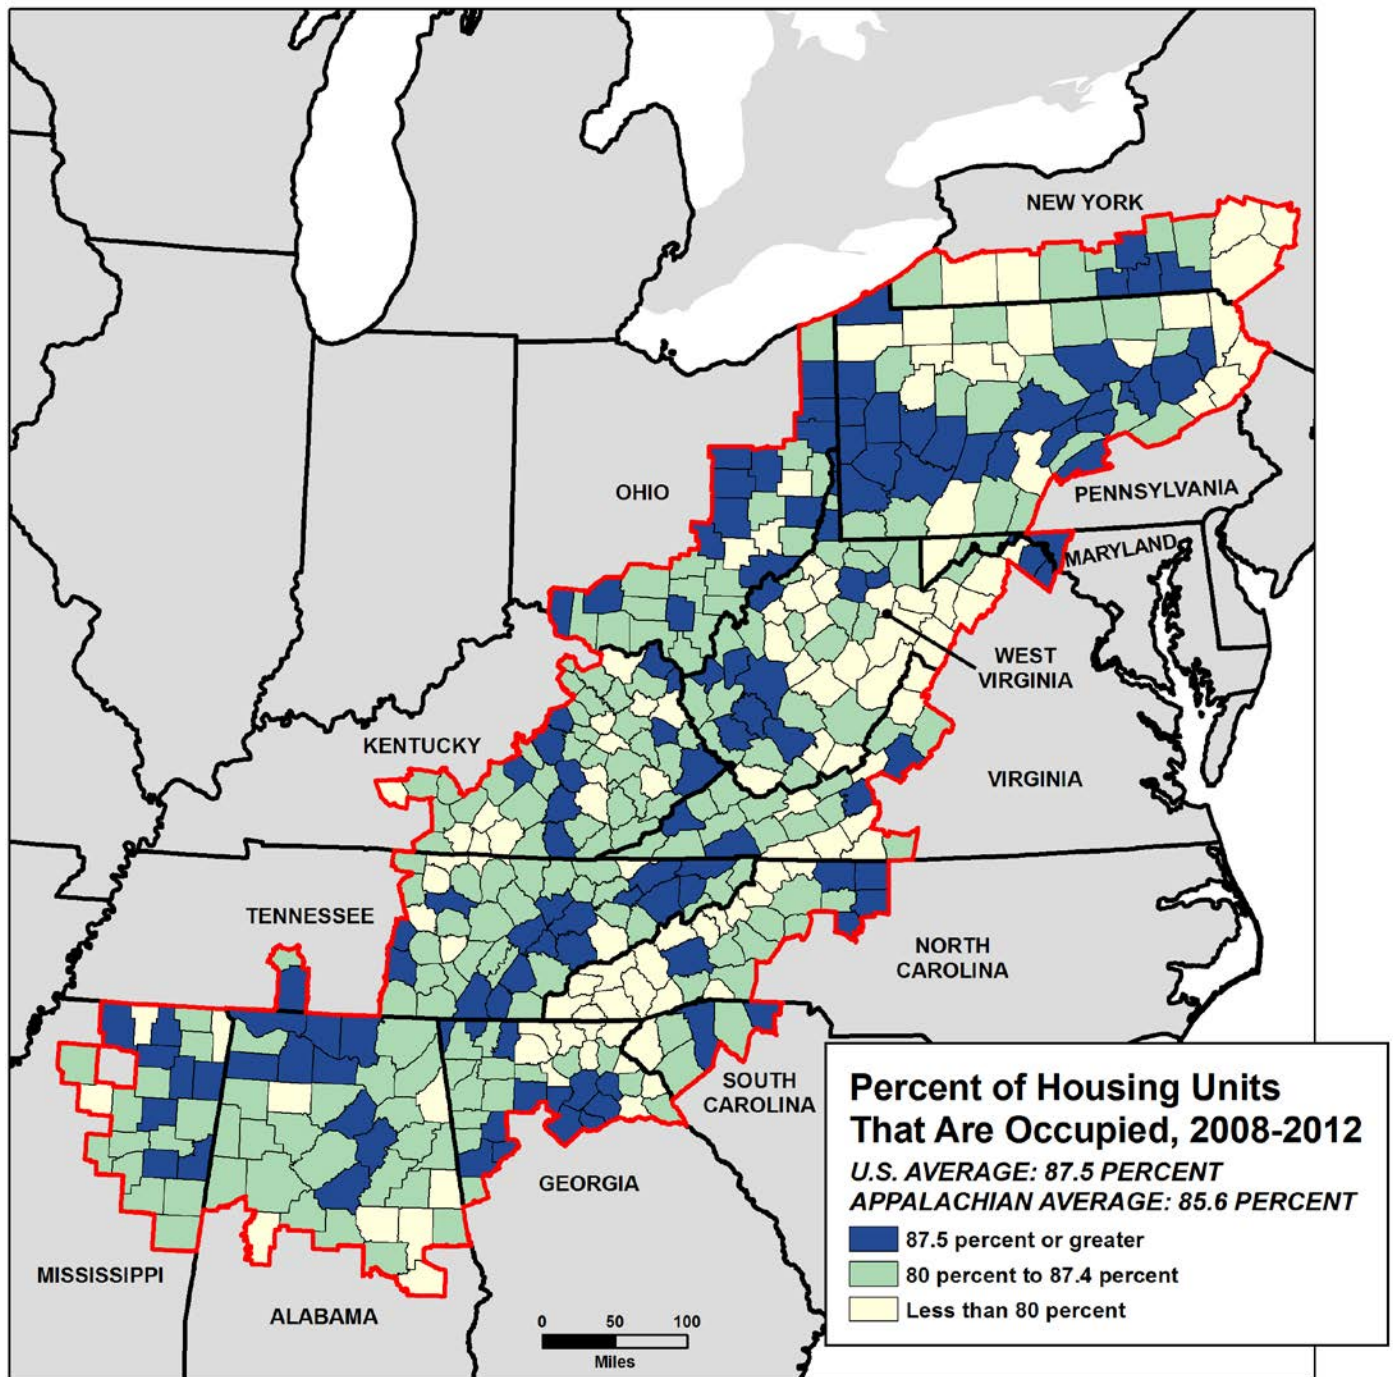 NEW YORK
OHIO
PENNSYLVANIA
MARYLAND
WEST
VIRGINIA
KENTUCKY
VIRGINIA
TENNESSEE
NORTH
CAROLINA
SOUTH
CAROLINA
GEORGIA
MISSISSIPPI
ALABAMA
0 50 100
Miles
Percent of Housing Units
That Are Occupied, 2008-2012
U.S. AVERAGE: 87.5 PERCENT
APPALACHIAN AVERAGE: 85.6 PERCENT
87.5 percent or greater
80 percent to 87.4 percent
Less than 80 percent